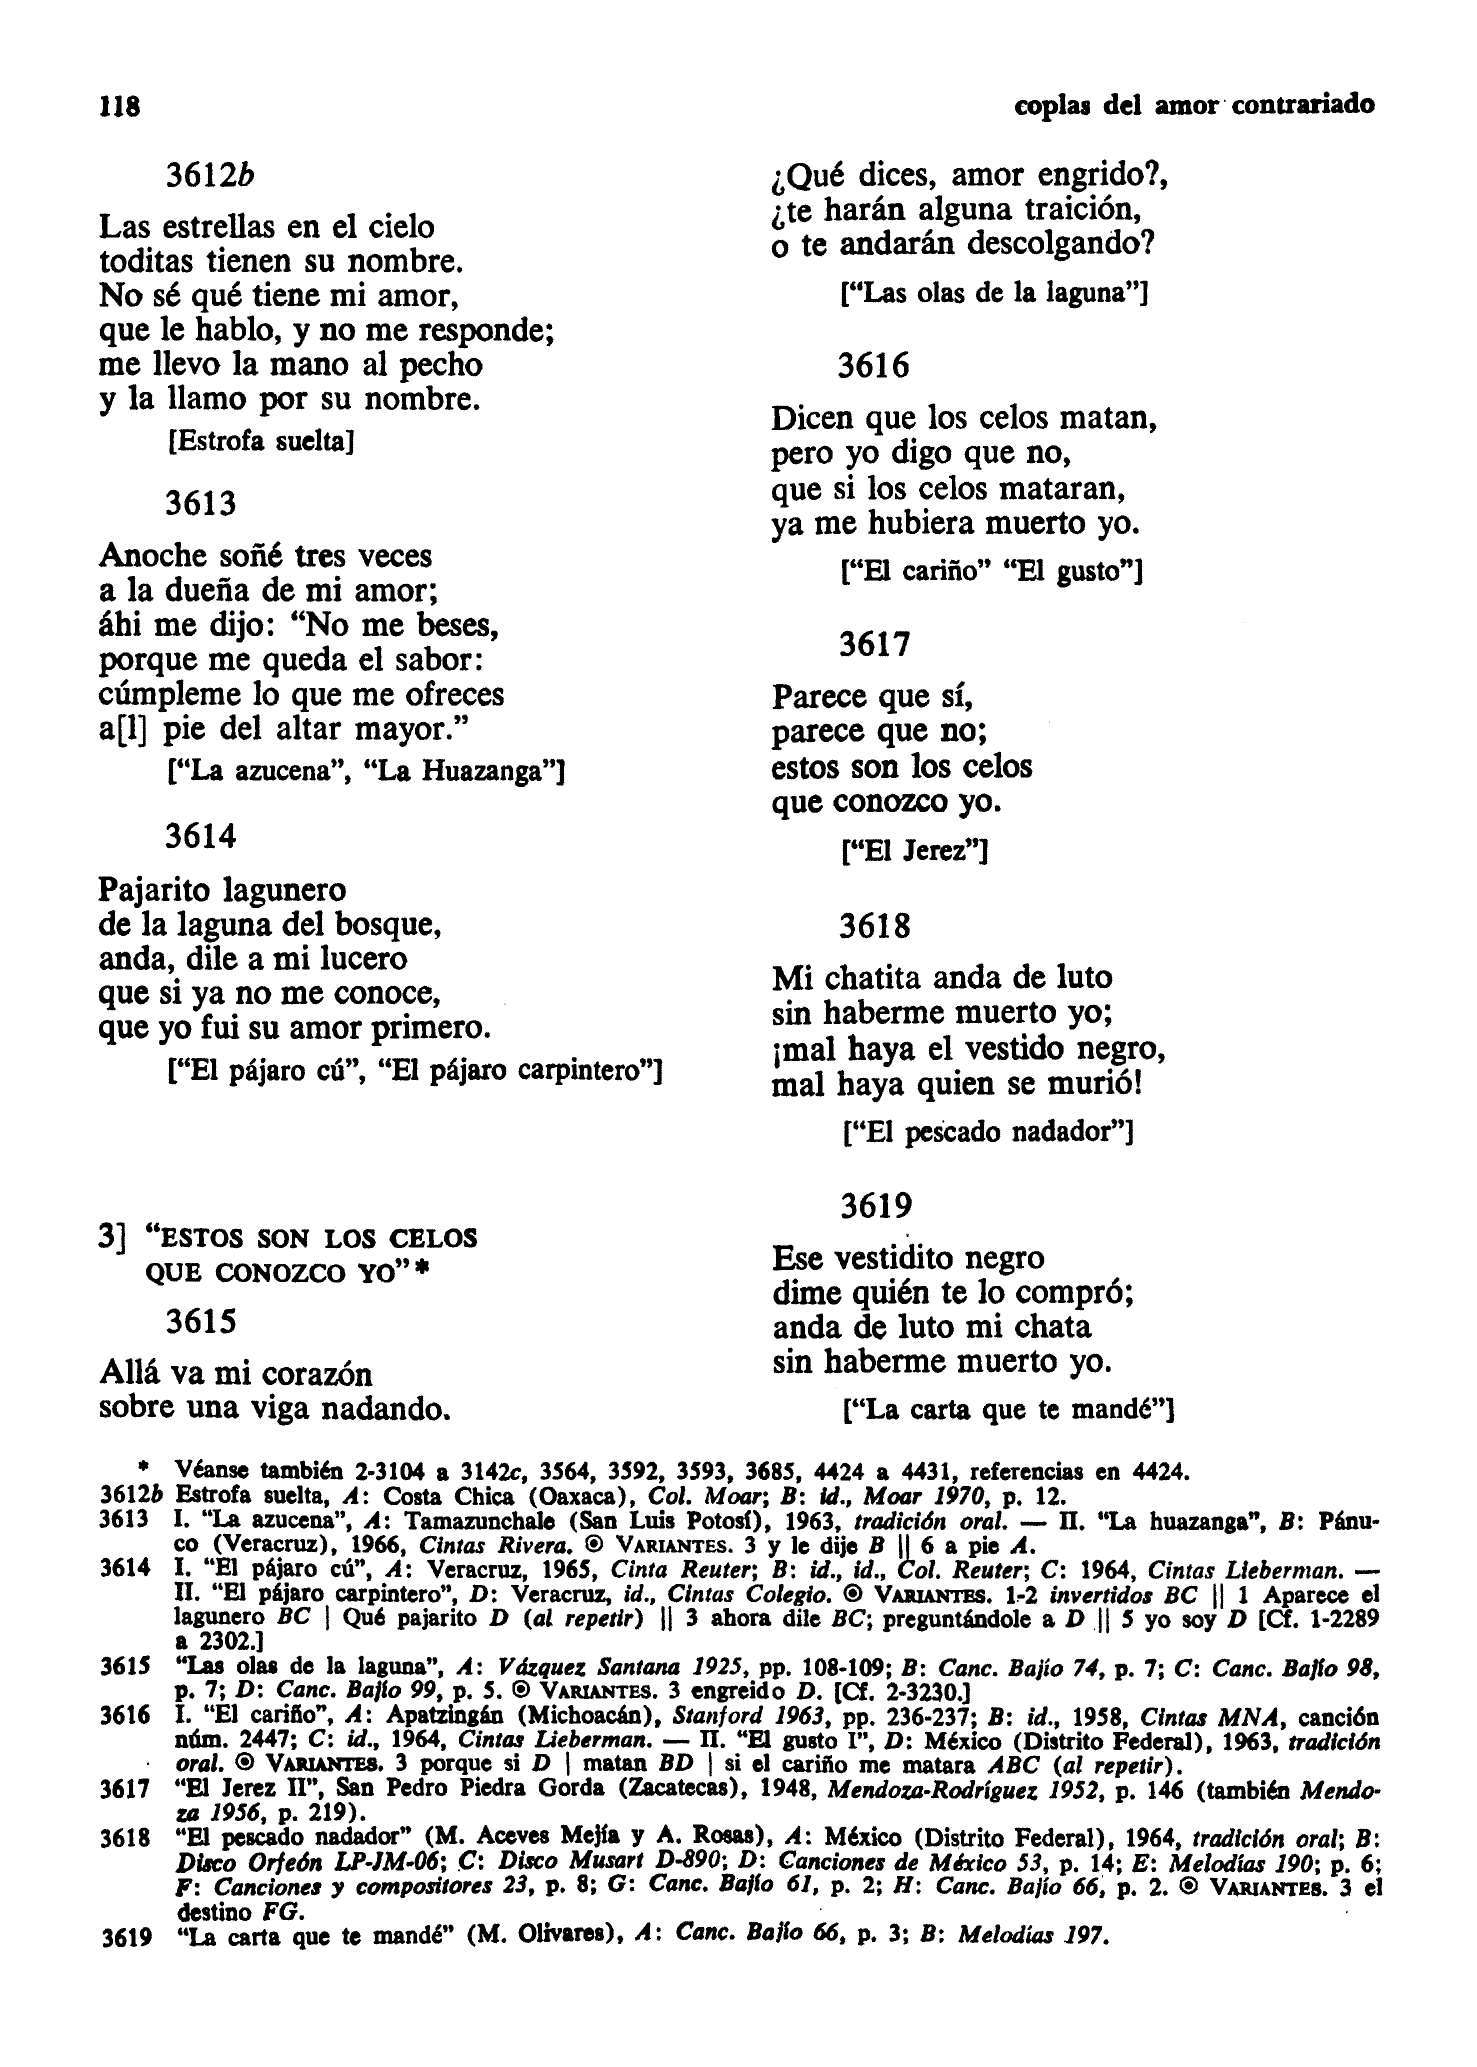 118
coplas del amor contrariado
3612b
Las estrellas en el cielo
toditas tienen su nombre.
No sé qué tiene mi amor,
que le hablo, y no me responde;
me llevo la mano al pecho
y la llamo por su nombre.
[Estrofa suelta]
3613
Anoche soñé tres veces
a la dueña de mi amor;
áhi me dijo: “No me beses,
porque me queda el sabor:
cúmpleme lo que me ofreces
a[l] pie del altar mayor.”
[“La azucena”, “La Huazanga”]
3614
Pajarito lagunero
de la laguna del bosque,
anda, dile a mi lucero
que si ya no me conoce,
que yo fui su amor primero.
[“El pájaro cú”, “El pájaro carpintero”]
3] “ESTOS SON LOS CELOS
QUE CONOZCO YO”*
3615
Allá va mi corazón
sobre una viga nadando.
¿Qué dices, amor engrido?,
¿te harán alguna traición,
o te andarán descolgando?
[“Las olas de la laguna”]
3616
Dicen que los celos matan,
pero yo digo que no,
que si los celos mataran,
ya me hubiera muerto yo.
[“El cariño” “El gusto”]
3617
Parece que sí,
parece que no;
estos son los celos
que conozco yo.
[“El Jerez”]
3618
Mi chatita anda de luto
sin haberme muerto yo;
¡mal haya el vestido negro,
mal haya quien se murió!
[“El pescado nadador”]
3619
Ese vestidito negro
dime quién te lo compró;
anda de luto mi chata
sin haberme muerto yo.
[“La carta que te mandé”]
* Véanse también 2-3104 a 3142c, 3564, 3592, 3593, 3685, 4424 a 4431, referencias en 4424.
3612b Estrofa suelta, A: Costa Chica (Oaxaca), Col. Moar; B: id., Moar 1970, p. 12.
3613 I. “La azucena”, A: Tamazunchale (San Luis Potosí), 1963, tradición oral. — II. “La huazanga”, B: Pánu-
co (Veracruz), 1966, Cintas Rivera. ⊚ VARIANTES. 3 y le dije B || 6 a pie A.
3614 I. “El pájaro cú”, A: Veracruz, 1965, Cinta Reuter; B: id., id., Col. Reuter; C: 1964, Cintas Lieberman. —
II. “El pájaro carpintero”, D: Veracruz, id., Cintas Colegio. ⊚ VARIANTES. 1-2 invertidos BC || 1 Aparece el
lagunero BC | Qué pajarito D (al repetir) || 3 ahora dile BC; preguntándole a D || 5 yo soy D [Cf. 1-2289
a 2302.]
3615 “Las olas de la laguna”, A: Vázquez Santana 1925, pp. 108-109; B: Canc. Bajío 74, p. 7; C: Canc. Bajío 98,
p. 7; D: Canc. Bajío 99, p. 5. ⊚ VARIANTES. 3 engreido D. [Cf. 2-3230.]
3616 I. “El cariño”, A: Apatzingán (Michoacán), Stanford 1963, pp. 236-237; B: id., 1958, Cintas MNA, canción
núm. 2447; C: id., 1964, Cintas Lieberman. — II. “El gusto I”, D: México (Distrito Federal), 1963, tradición
oral. ⊚ VARIANTES. 3 porque si D | matan BD | si el cariño me matara ABC (al repetir).
3617 “El Jerez II”, San Pedro Piedra Gorda (Zacatecas), 1948, Mendoza-Rodríguez 1952, p. 146 (también Mendo-
za 1956, p. 219).
3618 “El pescado nadador” (M. Aceves Mejía y A. Rosas), A: México (Distrito Federal), 1964, tradición oral; B:
Disco Orfeón LP-JM-06; C: Disco Musart D-890; D: Canciones de México 53, p. 14; E: Melodías 190; p. 6;
F: Canciones y compositores 23, p. 8; G: Canc. Bajío 61, p. 2; H: Canc. Bajío 66, p. 2. ⊚ VARIANTES. 3 el
destino FG.
3619 “La carta que te mandé” (M. Olivares), A: Canc. Bajío 66, p. 3; B: Melodías 197.